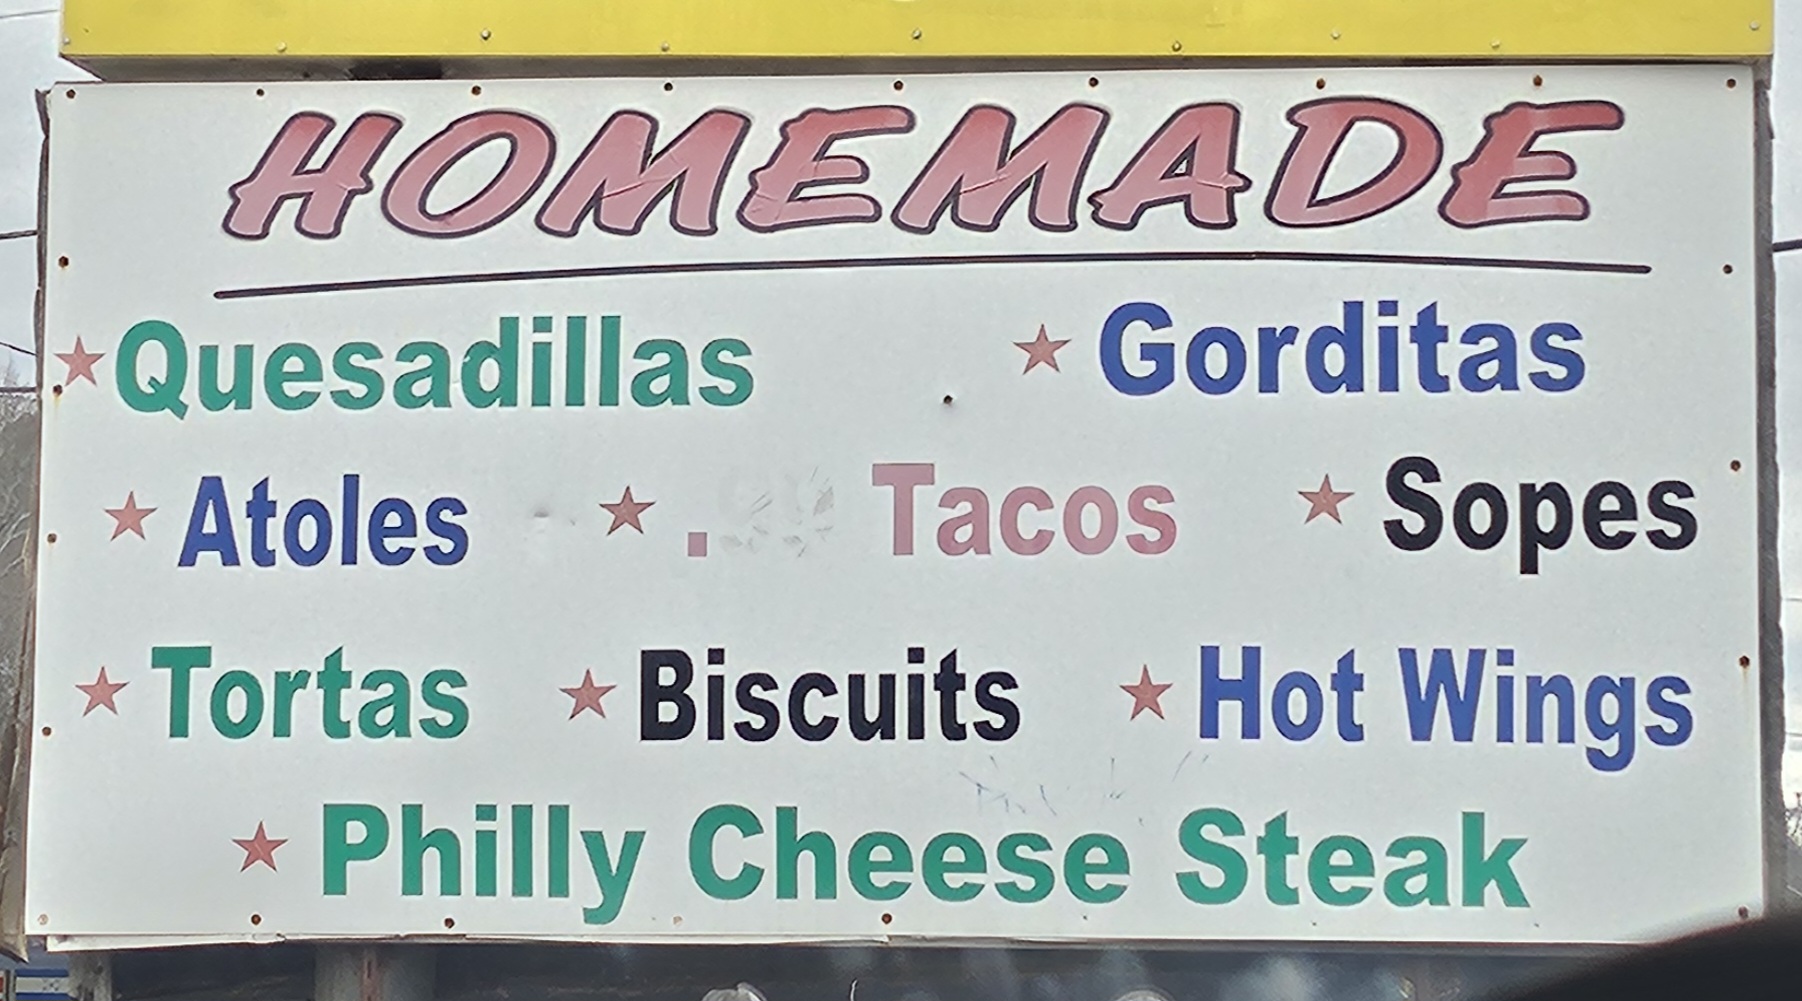 HOMEMADE
★Quesadillas ★ Gorditas
★ Atoles ★ . Tacos ★ Sopes
★ Tortas ★ Biscuits ★ Hot Wings
★ Philly Cheese Steak